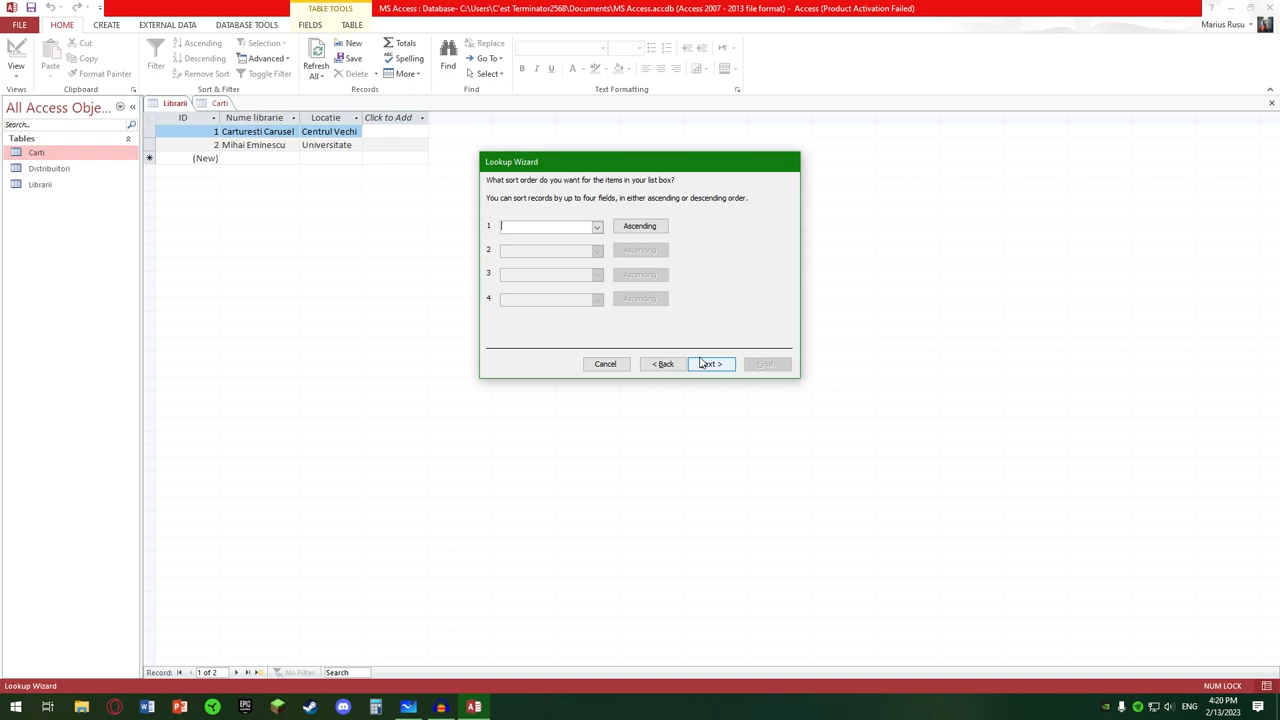 TABLE TOOLS
MS Access : Database- C:\Users\C'est Terminator2568\Documents\MS Access.accdb (Access 2007 - 2013 file format) - Access (Product Activation Failed)
FILE HOME CREATE EXTERNAL DATA DATABASE TOOLS FIELDS TABLE Marius Rusu
Cut Ascending Selection New Totals Replace
Copy Descending Advanced Save Spelling Go To
View Paste Format Painter Filter Remove Sort Toggle Filter Refresh All Delete More Find Select
Views Clipboard Sort & Filter Records Find Text Formatting
All Access Obje...
Search...
Tables
Carti
Distribuitori
Librarii
Librarii Carti
ID Nume librarie Locatie Click to Add
1 Carturesti Carusel Centrul Vechi
2 Mihai Eminescu Universitate
(New)
Lookup Wizard
What sort order do you want for the items in your list box?
You can sort records by up to four fields, in either ascending or descending order.
1 Ascending
2 Ascending
3 Ascending
4 Ascending
Cancel < Back Next > Finish
Record: 1 of 2 No Filter Search
Lookup Wizard NUM LOCK
4:20 PM
2/13/2023